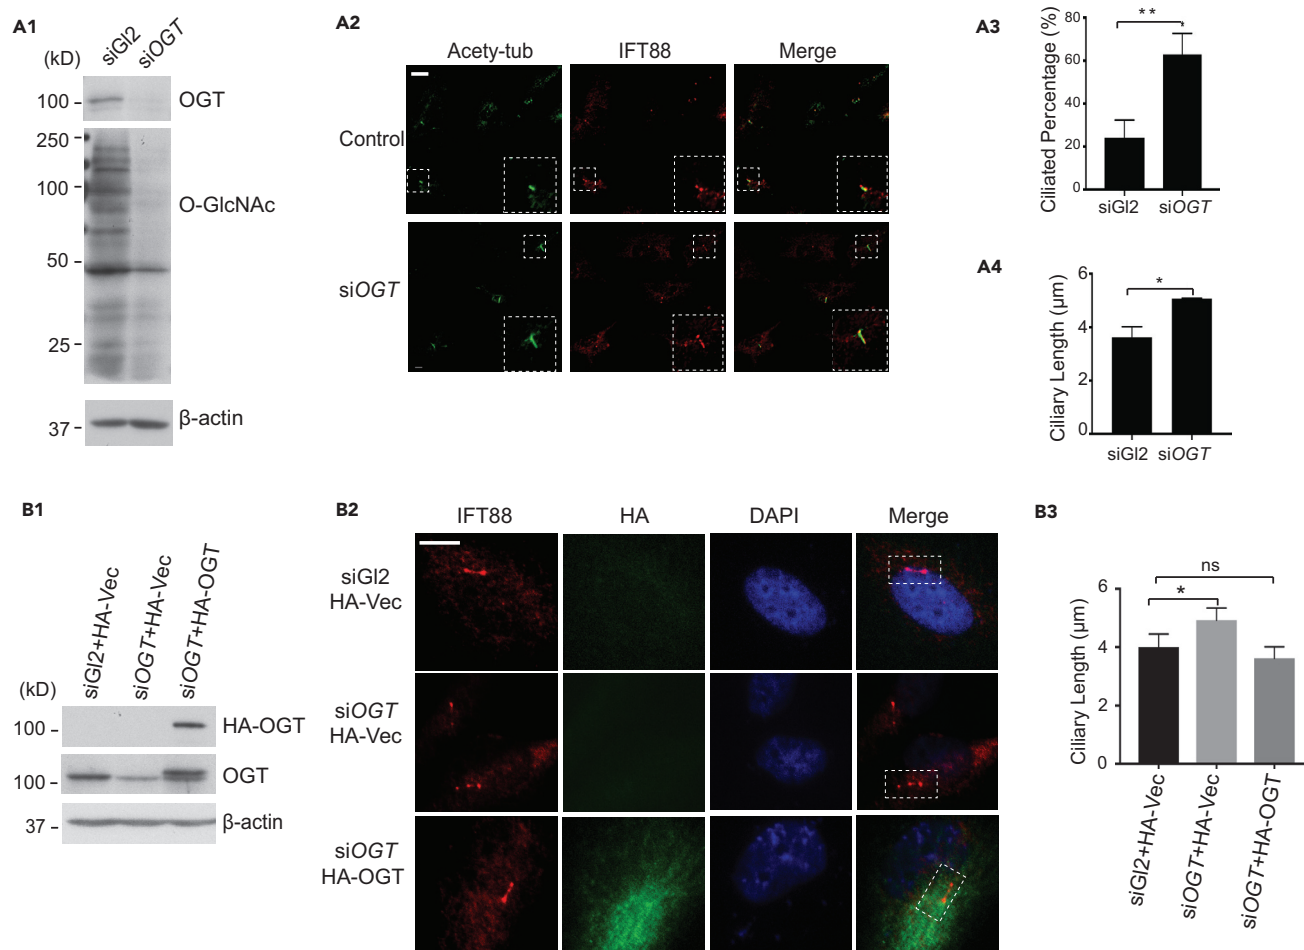 A1
siGl2
siOGT
(kD)
100
OGT
250
100
50
25
O-GlcNAc
37
β-actin
A2
Acety-tub
IFT88
Merge
Control
siOGT
A3
Ciliated Percentage (%)
80
60
40
20
0
**
*
siGl2
siOGT
A4
Ciliary Length (μm)
6
4
2
0
*
siGl2
siOGT
B1
siGl2+HA-Vec
siOGT+HA-Vec
siOGT+HA-OGT
(kD)
100
HA-OGT
100
OGT
37
β-actin
B2
IFT88
HA
DAPI
Merge
siGl2
HA-Vec
siOGT
HA-Vec
siOGT
HA-OGT
B3
Ciliary Length (μm)
6
4
2
0
ns
*
siGl2+HA-Vec
siOGT+HA-Vec
siOGT+HA-OGT